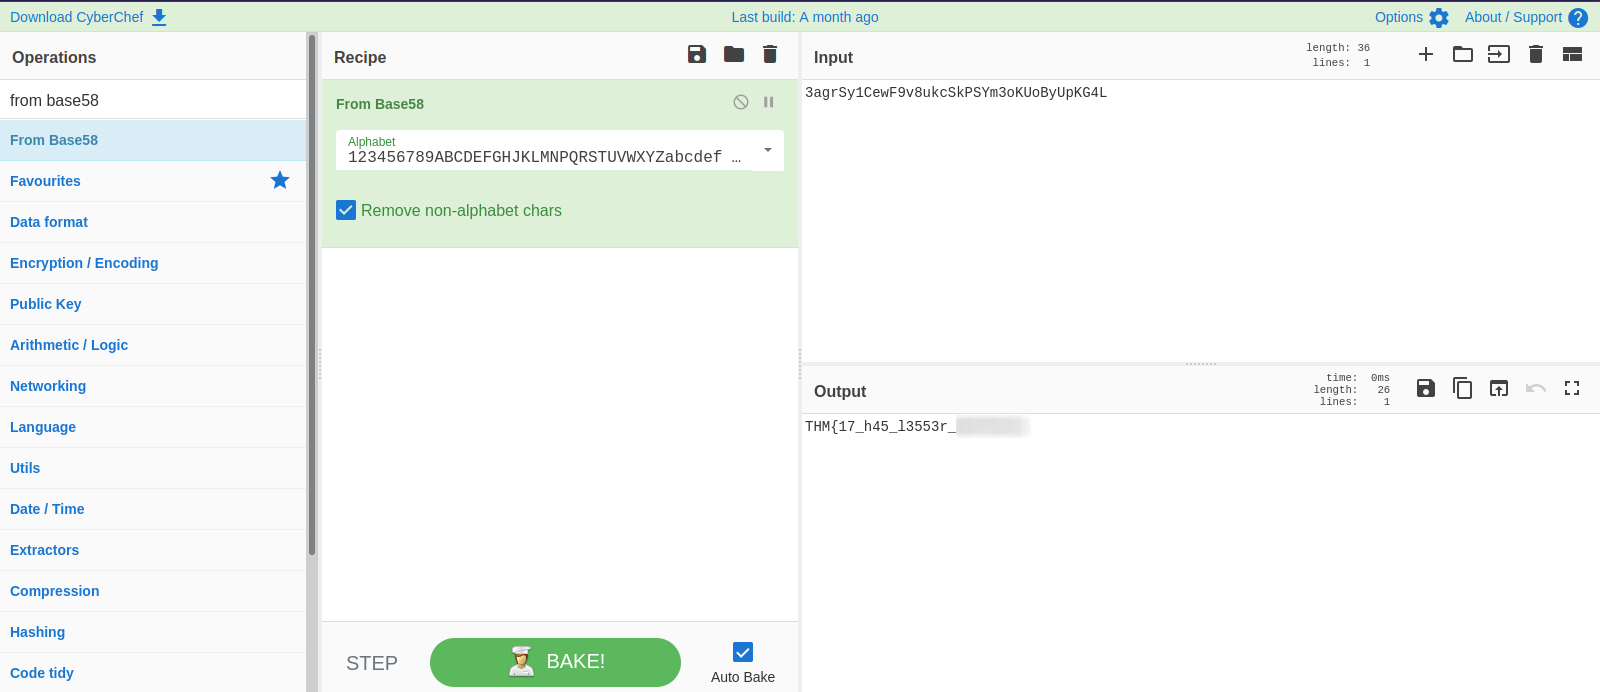 Download CyberChef
Last build: A month ago
Options
About / Support
Operations
from base58
From Base58
Favourites
Data format
Encryption / Encoding
Public Key
Arithmetic / Logic
Networking
Language
Utils
Date / Time
Extractors
Compression
Hashing
Code tidy
Recipe
From Base58
Alphabet
123456789ABCDEFGHJKLMNPQRSTUVWXYZabcdef …
Remove non-alphabet chars
STEP
BAKE!
Auto Bake
Input
length: 36
lines: 1
3agrSy1CewF9v8ukcSkPSYm3oKUoByUpKG4L
Output
time: 0ms
length: 26
lines: 1
THM{17_h45_l3553r_